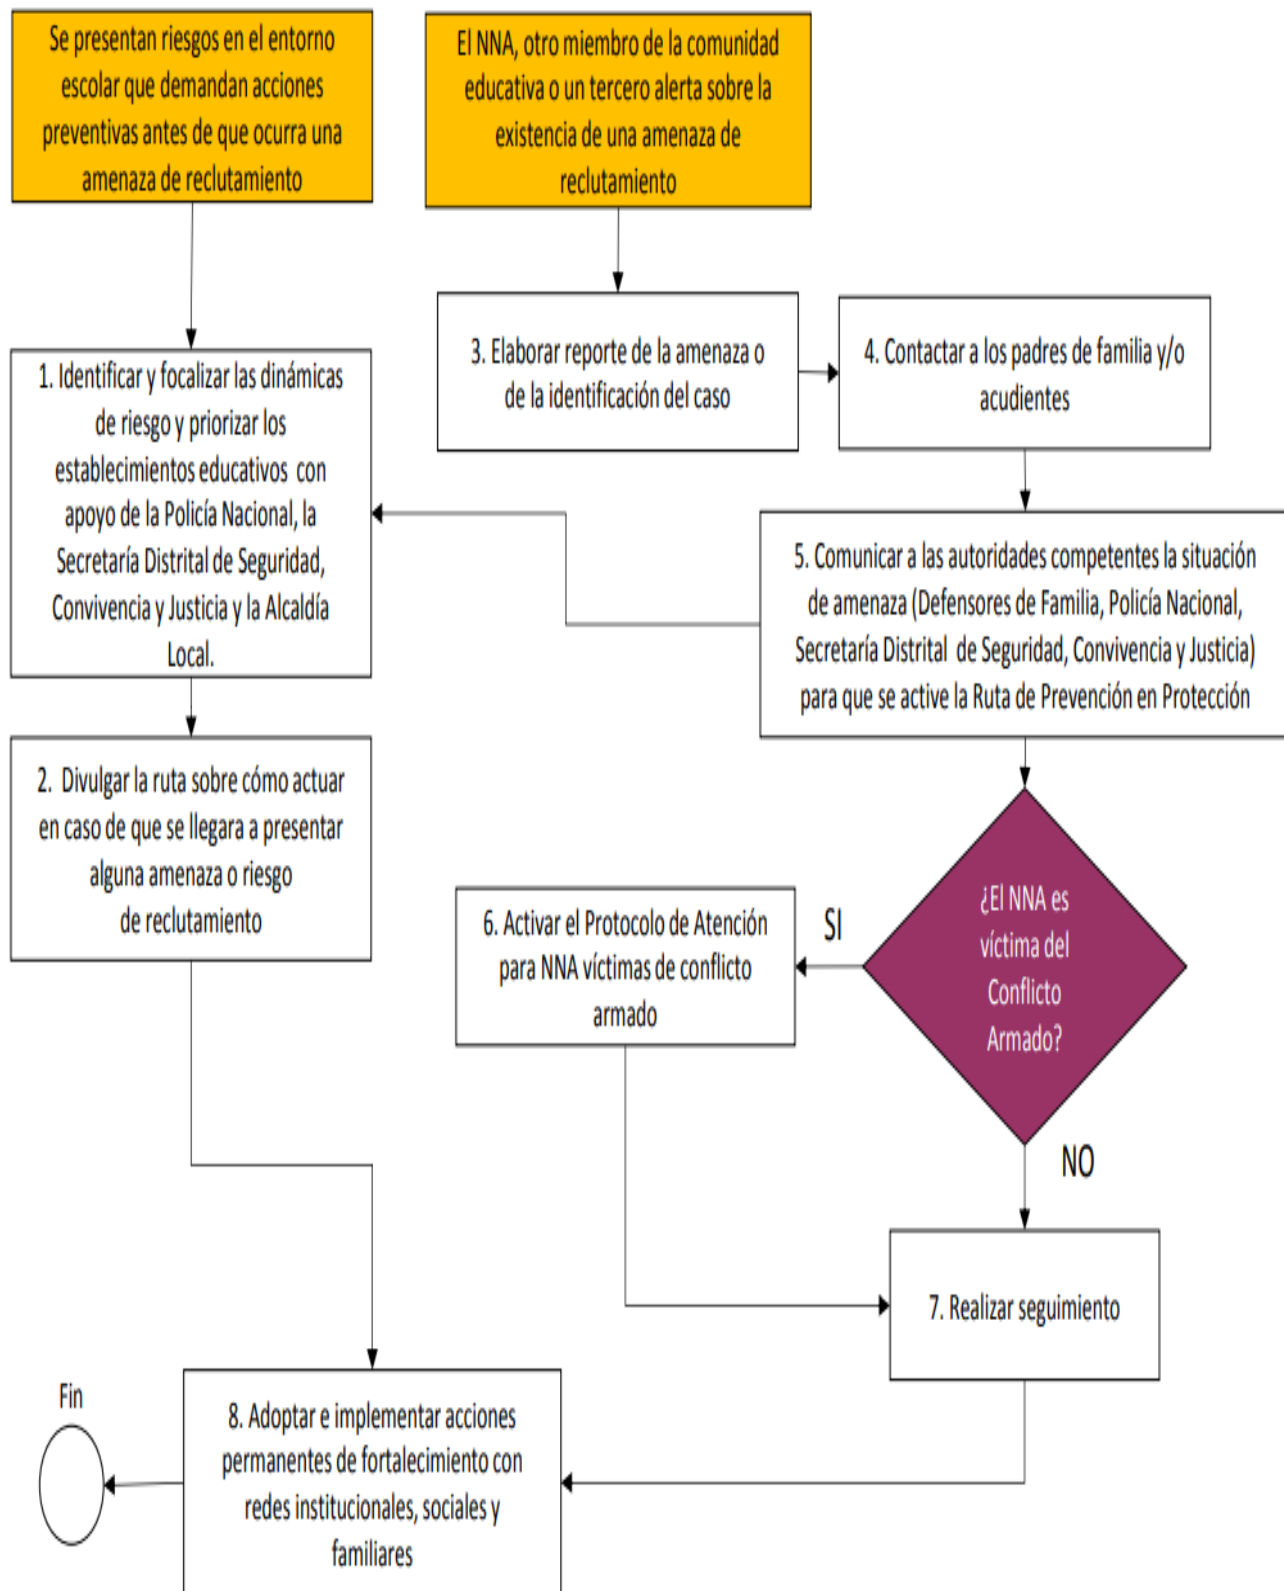 Se presentan riesgos en el entorno
escolar que demandan acciones
preventivas antes de que ocurra una
amenaza de reclutamiento
El NNA, otro miembro de la comunidad
educativa o un tercero alerta sobre la
existencia de una amenaza de
reclutamiento
1. Identificar y focalizar las dinámicas
de riesgo y priorizar los
establecimientos educativos con
apoyo de la Policía Nacional, la
Secretaría Distrital de Seguridad,
Convivencia y Justicia y la Alcaldía
Local.
2. Divulgar la ruta sobre cómo actuar
en caso de que se llegara a presentar
alguna amenaza o riesgo
de reclutamiento
3. Elaborar reporte de la amenaza o
de la identificación del caso
4. Contactar a los padres de familia y/o
acudientes
5. Comunicar a las autoridades competentes la situación
de amenaza (Defensores de Familia, Policía Nacional,
Secretaría Distrital de Seguridad, Convivencia y Justicia)
para que se active la Ruta de Prevención en Protección
¿El NNA es
víctima del
Conflicto
Armado?
SI
6. Activar el Protocolo de Atención
para NNA víctimas de conflicto
armado
NO
7. Realizar seguimiento
8. Adoptar e implementar acciones
permanentes de fortalecimiento con
redes institucionales, sociales y
familiares
Fin